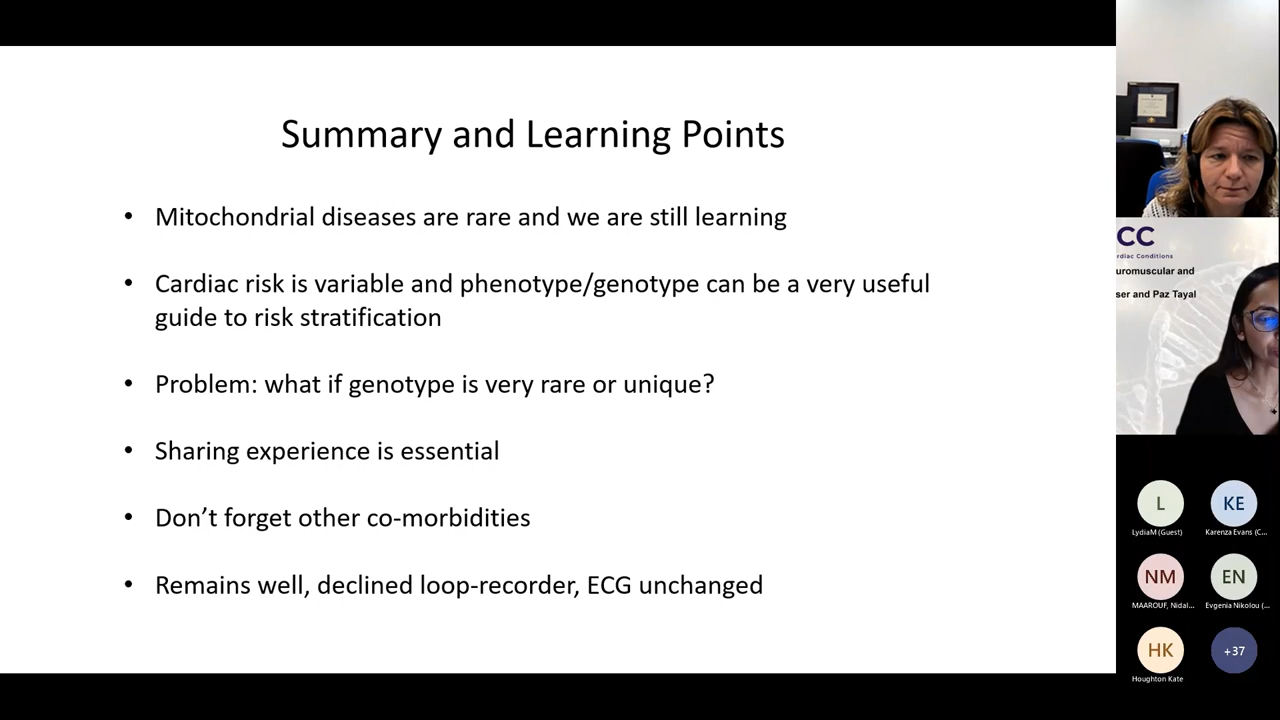 Summary and Learning Points
• Mitochondrial diseases are rare and we are still learning
• Cardiac risk is variable and phenotype/genotype can be a very useful
guide to risk stratification
• Problem: what if genotype is very rare or unique?
• Sharing experience is essential
• Don’t forget other co-morbidities
• Remains well, declined loop-recorder, ECG unchanged
CC
rdiac Conditions
uromuscular and
ser and Paz Tayal
L
LydiaM (Guest)
KE
Karenza Evans (C...
NM
MAAROUF, Nidal...
EN
Evgenia Nikolou (...
HK
Houghton Kate
+37